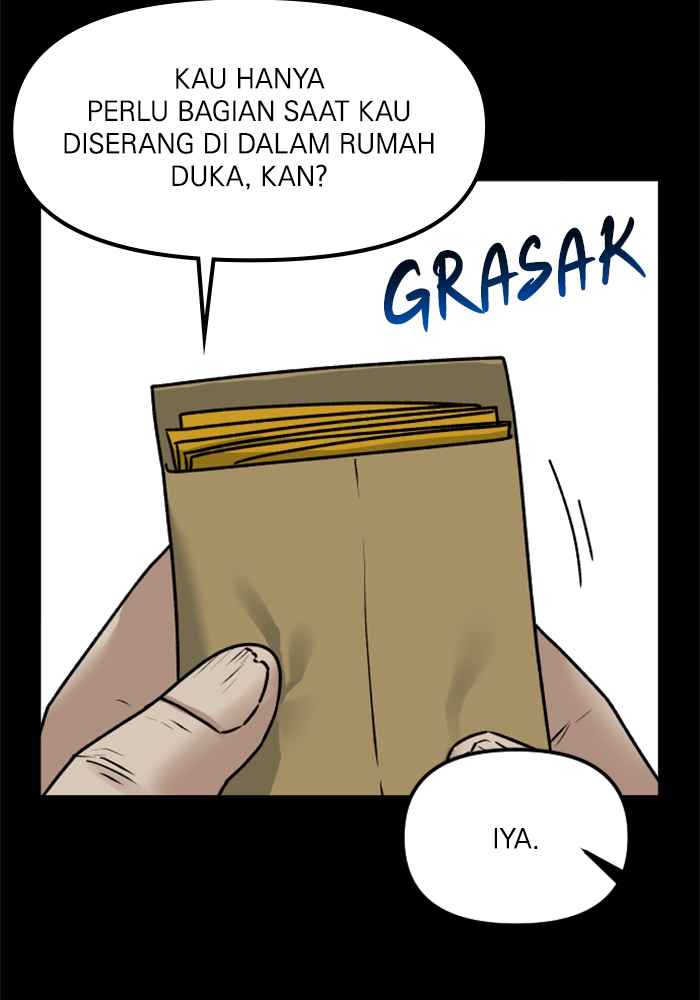 KAU HANYA
PERLU BAGIAN SAAT KAU
DISERANG DI DALAM RUMAH
DUKA, KAN?
GRASAK
IYA.